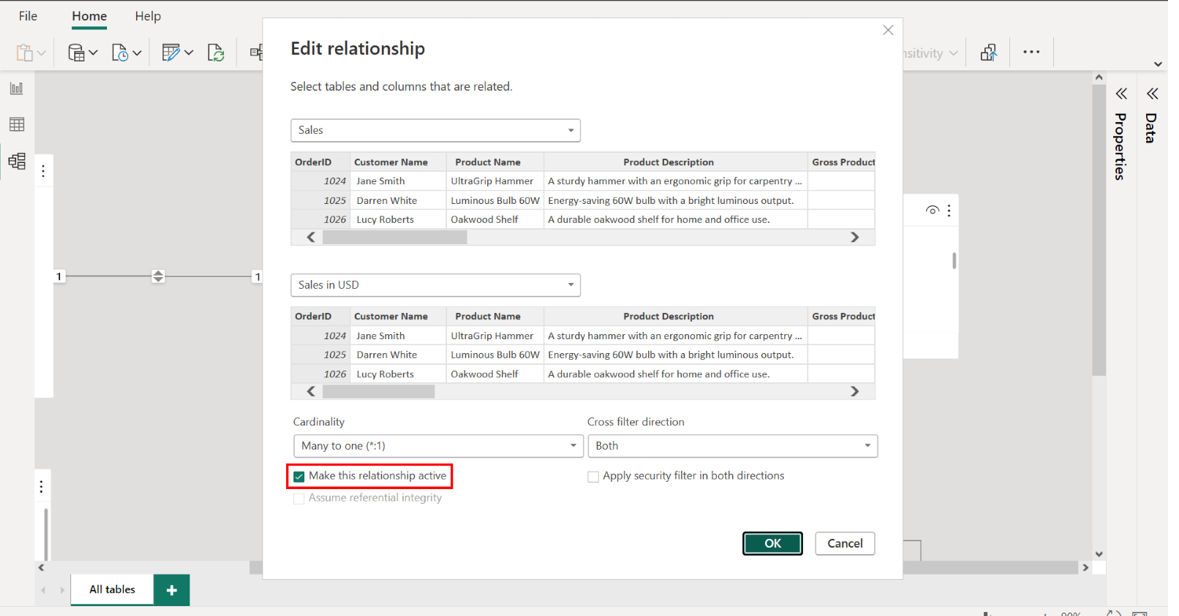 File Home Help
nsitivity
Edit relationship
Select tables and columns that are related.
Sales
OrderID Customer Name Product Name Product Description Gross Product
1024 Jane Smith UltraGrip Hammer A sturdy hammer with an ergonomic grip for carpentry ...
1025 Darren White Luminous Bulb 60W Energy-saving 60W bulb with a bright luminous output.
1026 Lucy Roberts Oakwood Shelf A durable oakwood shelf for home and office use.
1 1
Sales in USD
OrderID Customer Name Product Name Product Description Gross Product
1024 Jane Smith UltraGrip Hammer A sturdy hammer with an ergonomic grip for carpentry ...
1025 Darren White Luminous Bulb 60W Energy-saving 60W bulb with a bright luminous output.
1026 Lucy Roberts Oakwood Shelf A durable oakwood shelf for home and office use.
Cardinality Cross filter direction
Many to one (*:1) Both
Make this relationship active Apply security filter in both directions
Assume referential integrity
OK Cancel
Properties
Data
All tables +